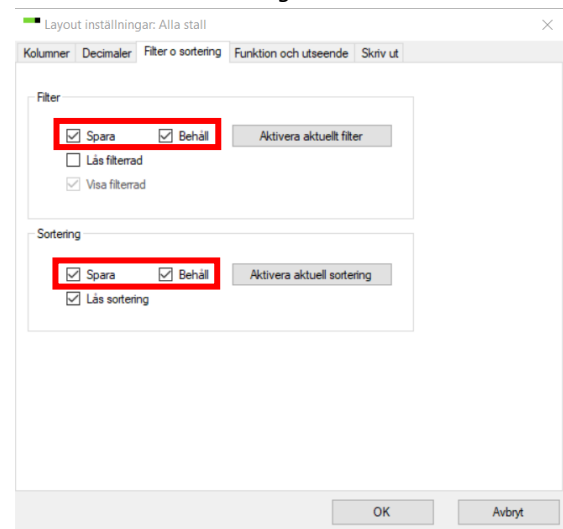 Layout inställningar: Alla stall
Kolumner Decimaler Filter o sortering Funktion och utseende Skriv ut
Filter
Spara Behåll Aktivera aktuellt filter
Lås filterrad
Visa filterrad
Sortering
Spara Behåll Aktivera aktuell sortering
Lås sortering
OK Avbryt